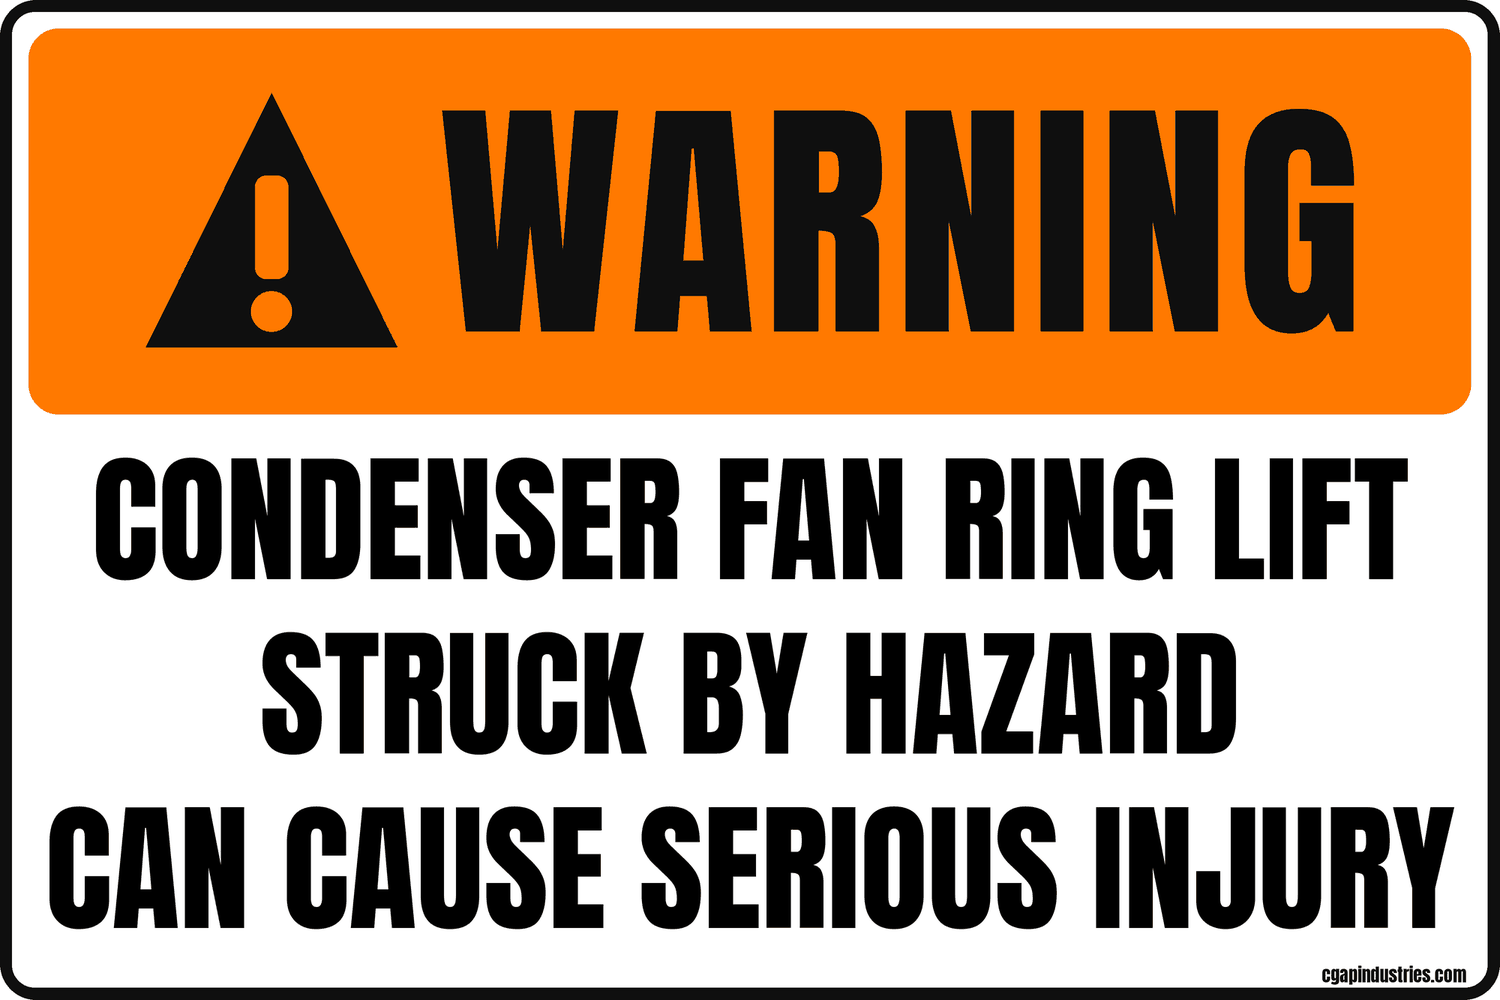 WARNING
CONDENSER FAN RING LIFT
STRUCK BY HAZARD
CAN CAUSE SERIOUS INJURY
cgapindustries.com